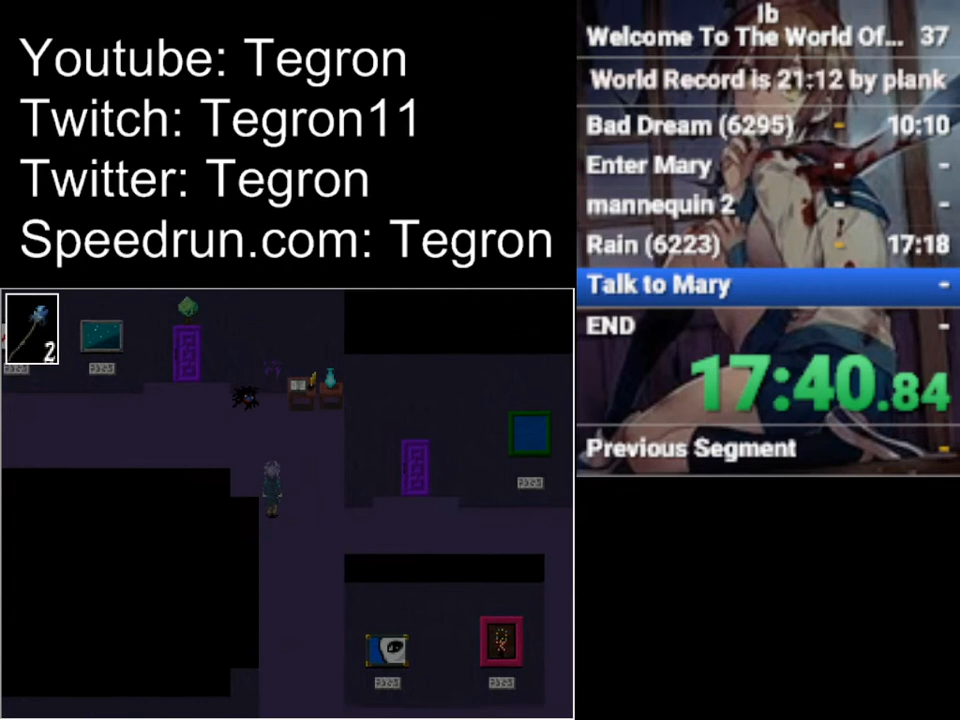 Youtube: Tegron
Twitch: Tegron11
Twitter: Tegron
Speedrun.com: Tegron
2
Ib
Welcome To The World Of... 37
World Record is 21:12 by plank
Bad Dream (6295) - 10:10
Enter Mary - -
mannequin 2 - -
Rain (6223) - 17:18
Talk to Mary -
END -
17:40.84
Previous Segment -